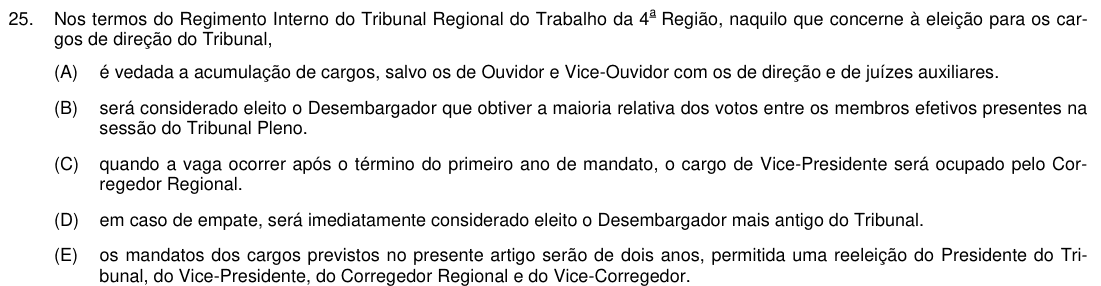 25. Nos termos do Regimento Interno do Tribunal Regional do Trabalho da 4ª Região, naquilo que concerne à eleição para os car-
gos de direção do Tribunal,
(A) é vedada a acumulação de cargos, salvo os de Ouvidor e Vice-Ouvidor com os de direção e de juízes auxiliares.
(B) será considerado eleito o Desembargador que obtiver a maioria relativa dos votos entre os membros efetivos presentes na
sessão do Tribunal Pleno.
(C) quando a vaga ocorrer após o término do primeiro ano de mandato, o cargo de Vice-Presidente será ocupado pelo Cor-
regedor Regional.
(D) em caso de empate, será imediatamente considerado eleito o Desembargador mais antigo do Tribunal.
(E) os mandatos dos cargos previstos no presente artigo serão de dois anos, permitida uma reeleição do Presidente do Tri-
bunal, do Vice-Presidente, do Corregedor Regional e do Vice-Corregedor.